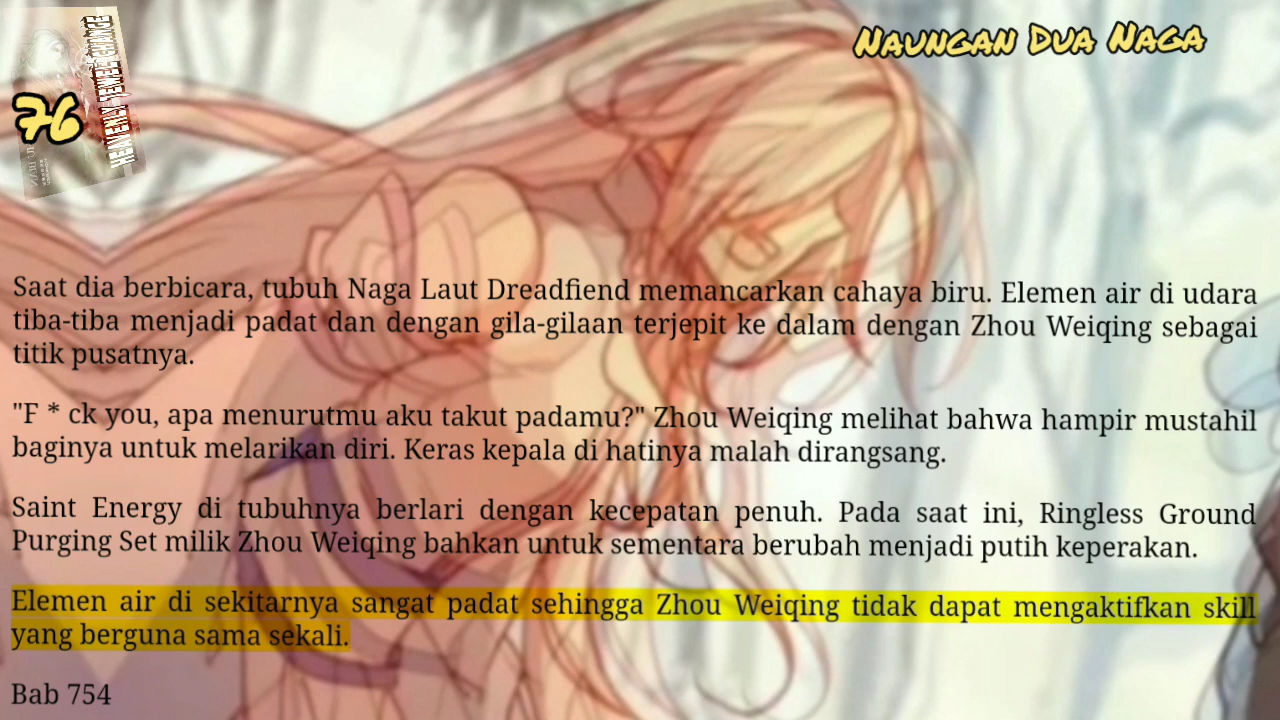 Naungan Dua Naga
76
HEAVENLY JEWEL CHANGE
Saat dia berbicara, tubuh Naga Laut Dreadfiend memancarkan cahaya biru. Elemen air di udara
tiba-tiba menjadi padat dan dengan gila-gilaan terjepit ke dalam dengan Zhou Weiqing sebagai
titik pusatnya.
"F * ck you, apa menurutmu aku takut padamu?" Zhou Weiqing melihat bahwa hampir mustahil
baginya untuk melarikan diri. Keras kepala di hatinya malah dirangsang.
Saint Energy di tubuhnya berlari dengan kecepatan penuh. Pada saat ini, Ringless Ground
Purging Set milik Zhou Weiqing bahkan untuk sementara berubah menjadi putih keperakan.
Elemen air di sekitarnya sangat padat sehingga Zhou Weiqing tidak dapat mengaktifkan skill
yang berguna sama sekali.
Bab 754